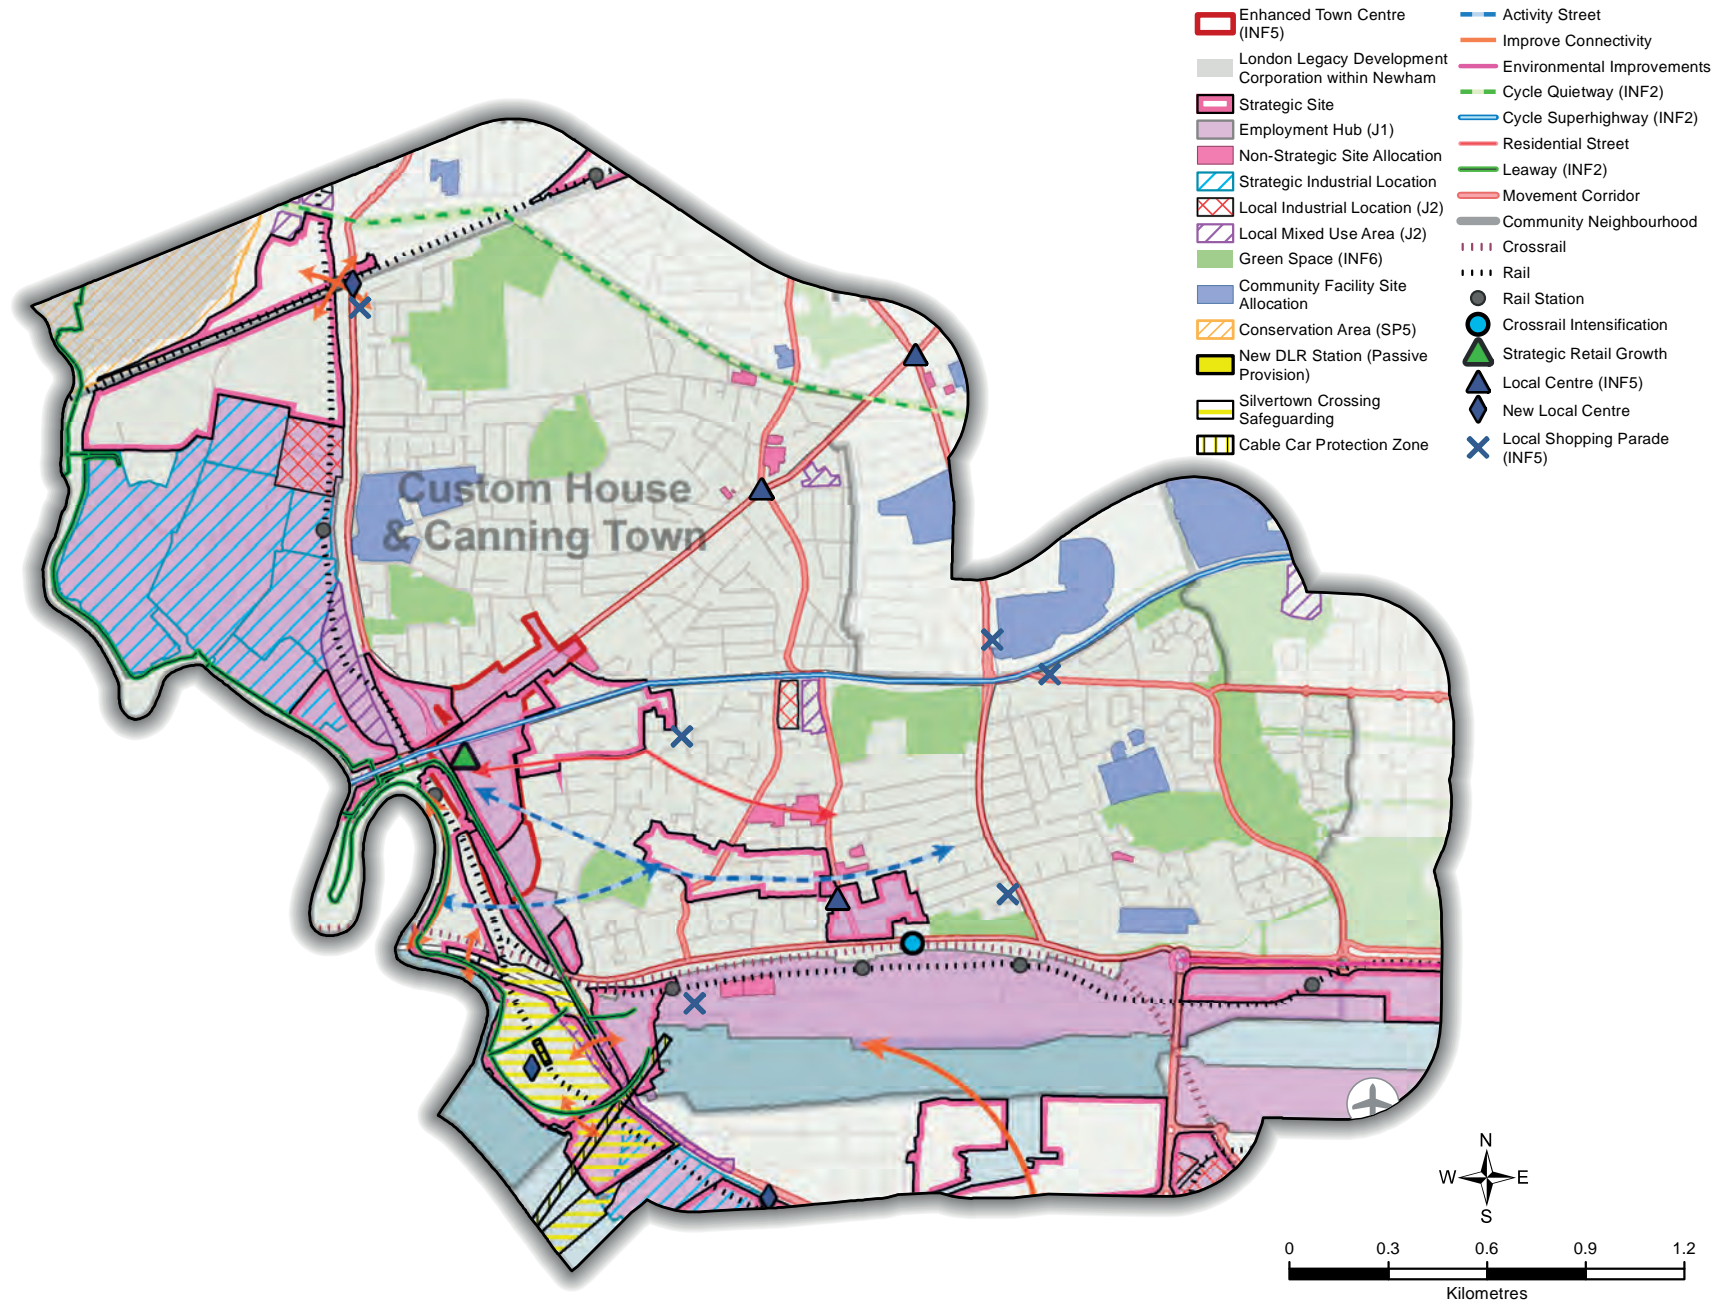 Enhanced Town Centre
(INF5)
London Legacy Development
Corporation within Newham
Strategic Site
Employment Hub (J1)
Non-Strategic Site Allocation
Strategic Industrial Location
Local Industrial Location (J2)
Local Mixed Use Area (J2)
Green Space (INF6)
Community Facility Site
Allocation
Conservation Area (SP5)
New DLR Station (Passive
Provision)
Silvertown Crossing
Safeguarding
Cable Car Protection Zone
Activity Street
Improve Connectivity
Environmental Improvements
Cycle Quietway (INF2)
Cycle Superhighway (INF2)
Residential Street
Leaway (INF2)
Movement Corridor
Community Neighbourhood
Crossrail
Rail
Rail Station
Crossrail Intensification
Strategic Retail Growth
Local Centre (INF5)
New Local Centre
Local Shopping Parade
(INF5)
Custom House
& Canning Town
N
W E
S
0 0.3 0.6 0.9 1.2
Kilometres